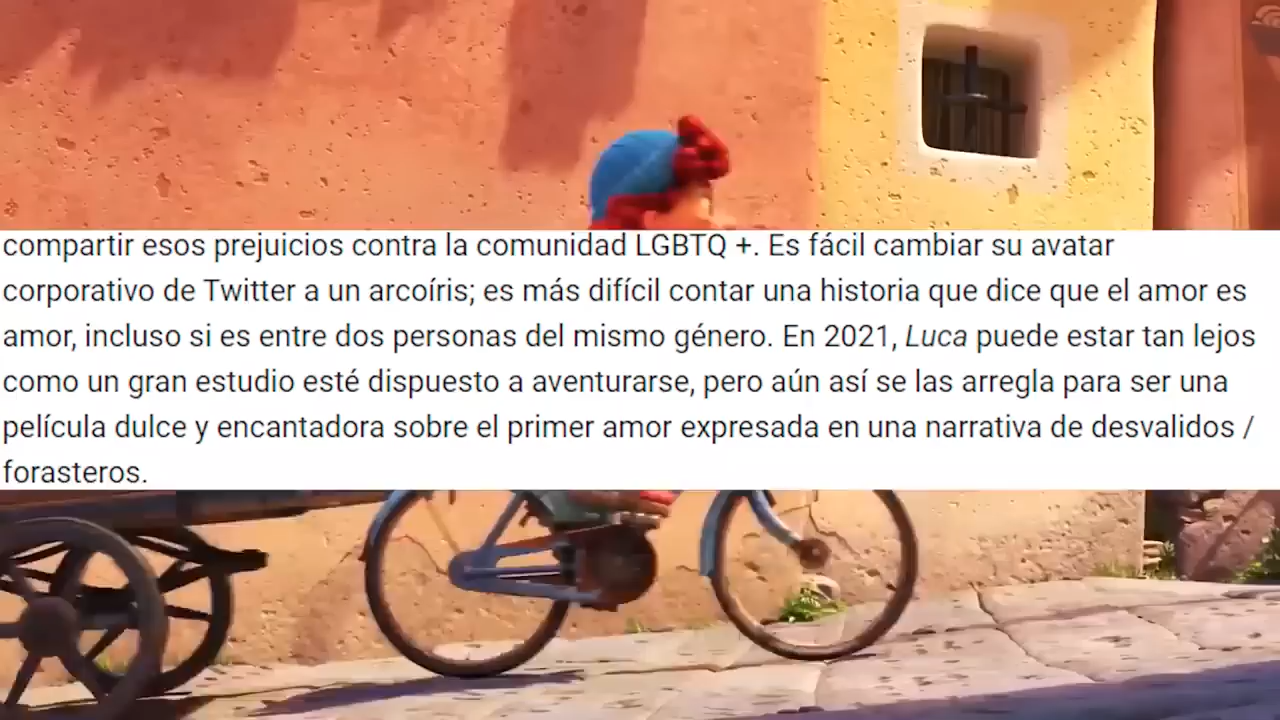 compartir esos prejuicios contra la comunidad LGBTQ +. Es fácil cambiar su avatar
corporativo de Twitter a un arcoíris; es más difícil contar una historia que dice que el amor es
amor, incluso si es entre dos personas del mismo género. En 2021, Luca puede estar tan lejos
como un gran estudio esté dispuesto a aventurarse, pero aún así se las arregla para ser una
película dulce y encantadora sobre el primer amor expresada en una narrativa de desvalidos /
forasteros.